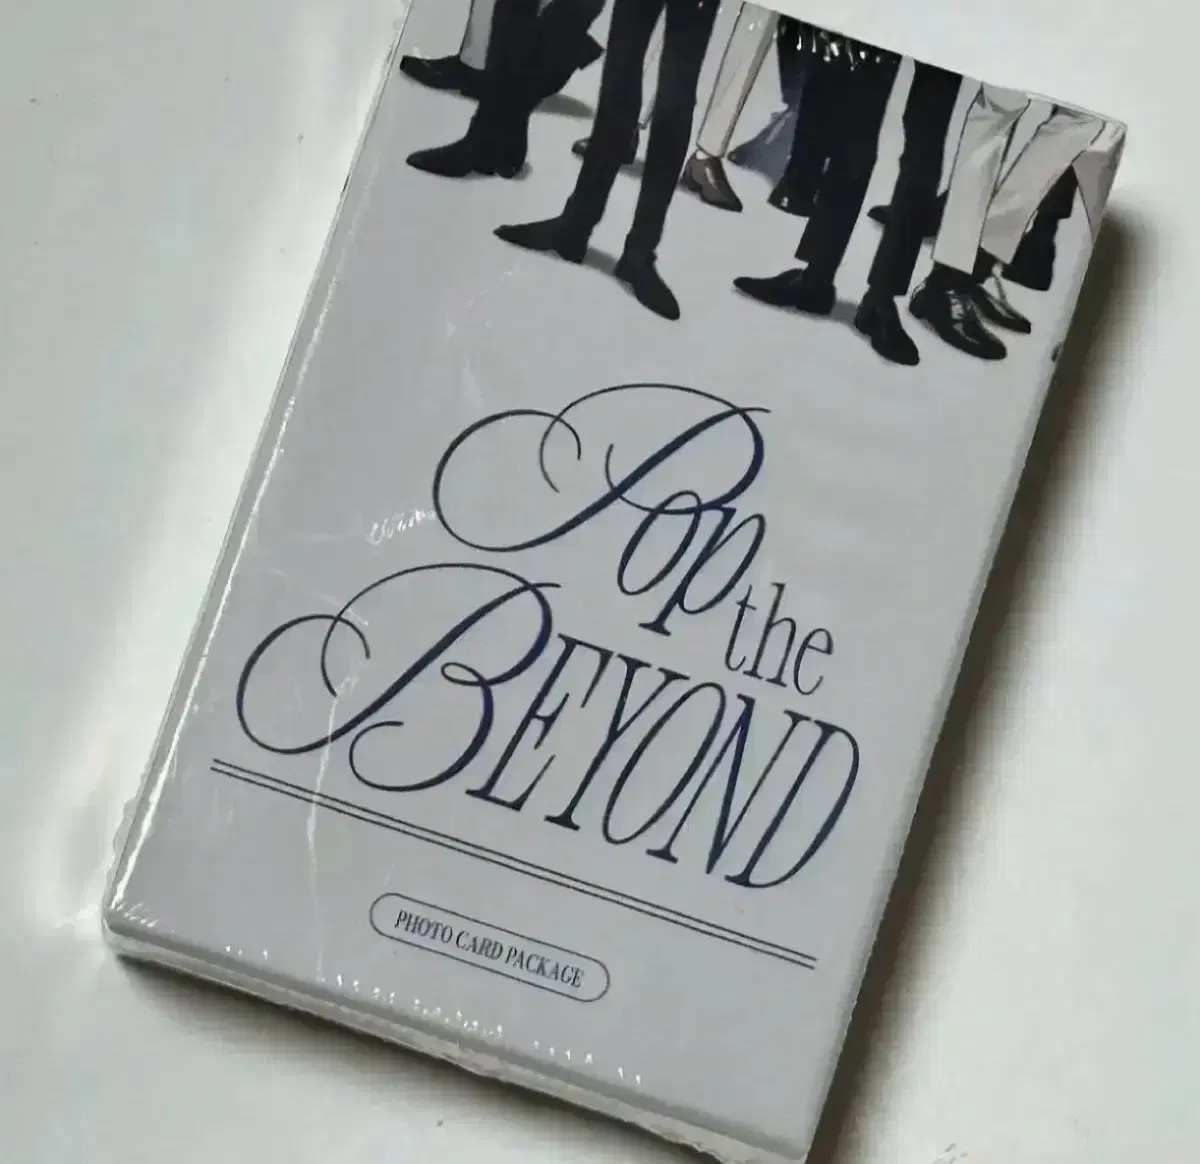 Pop
the
BEYOND
PHOTO CARD PACKAGE